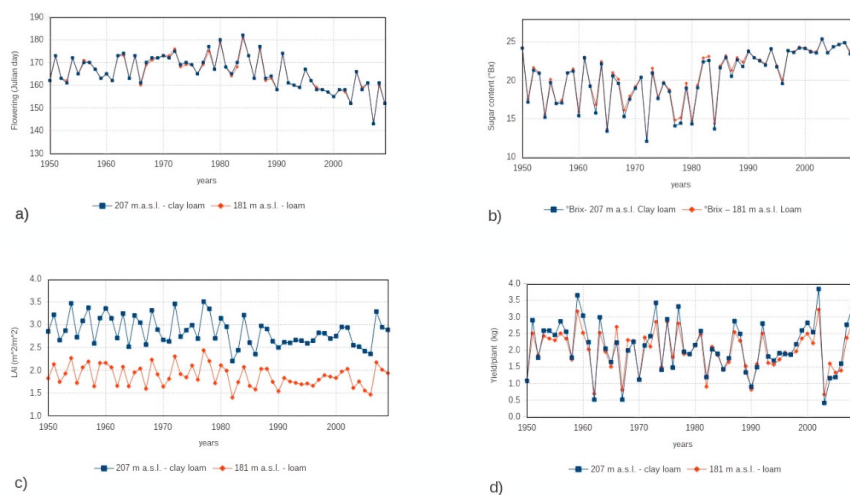 190
180
170
160
150
140
130
Flowering (Julian day)
1950 1960 1970 1980 1990 2000
years
207 m a.s.l. - clay loam 181 m a.s.l. - loam
a)
25
20
15
10
Sugar content (°Bx)
1950 1960 1970 1980 1990 2000
years
°Brix- 207 m a.s.l. Clay loam °Brix – 181 m a.s.l. Loam
b)
4.0
3.5
3.0
2.5
2.0
1.5
1.0
LAI (m^2/m^2)
1950 1960 1970 1980 1990 2000
years
207 m a.s.l. - clay loam 181 m a.s.l. - loam
c)
4.0
3.5
3.0
2.5
2.0
1.5
1.0
0.5
0.0
Yield/plant (kg)
1950 1960 1970 1980 1990 2000
years
207 m a.s.l. - clay loam 181 m a.s.l. - loam
d)